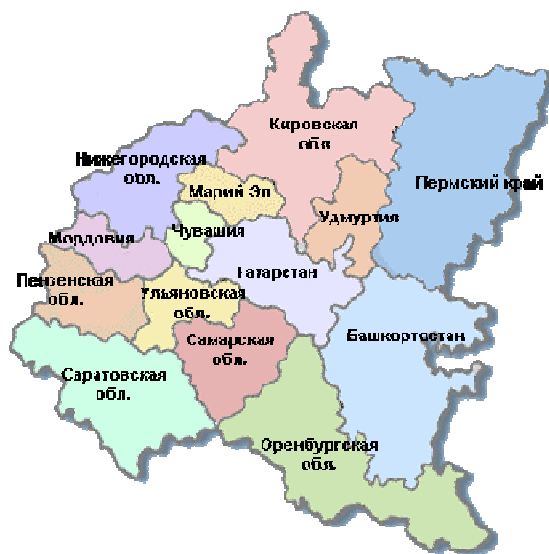 Кировская
обл.
Нижегородская
обл.
Марий Эл
Пермский край
Удмуртия
Чувашия
Мордовия
Татарстан
Пензенская
обл.
Ульяновская
обл.
Самарская
обл.
Башкортостан
Саратовская
обл.
Оренбургская
обл.